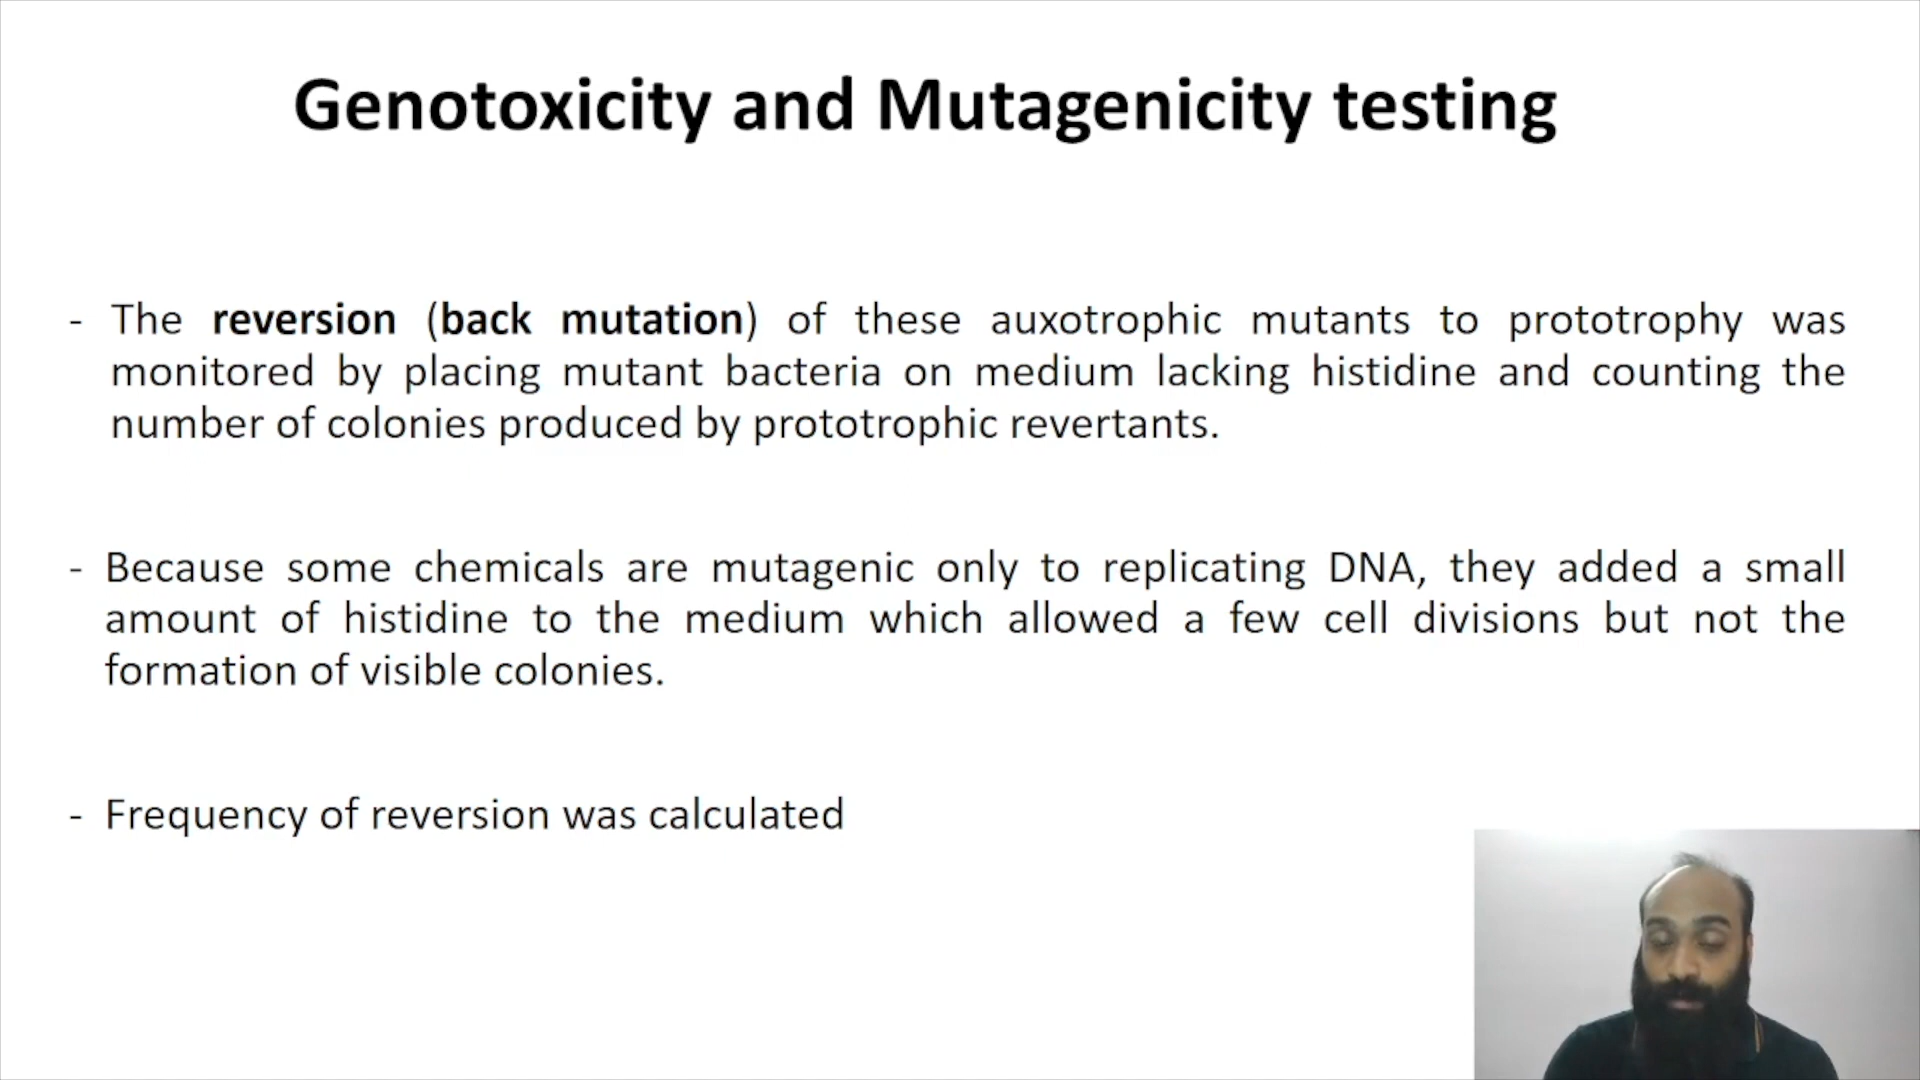 Genotoxicity and Mutagenicity testing
- The reversion (back mutation) of these auxotrophic mutants to prototrophy was
monitored by placing mutant bacteria on medium lacking histidine and counting the
number of colonies produced by prototrophic revertants.
- Because some chemicals are mutagenic only to replicating DNA, they added a small
amount of histidine to the medium which allowed a few cell divisions but not the
formation of visible colonies.
- Frequency of reversion was calculated